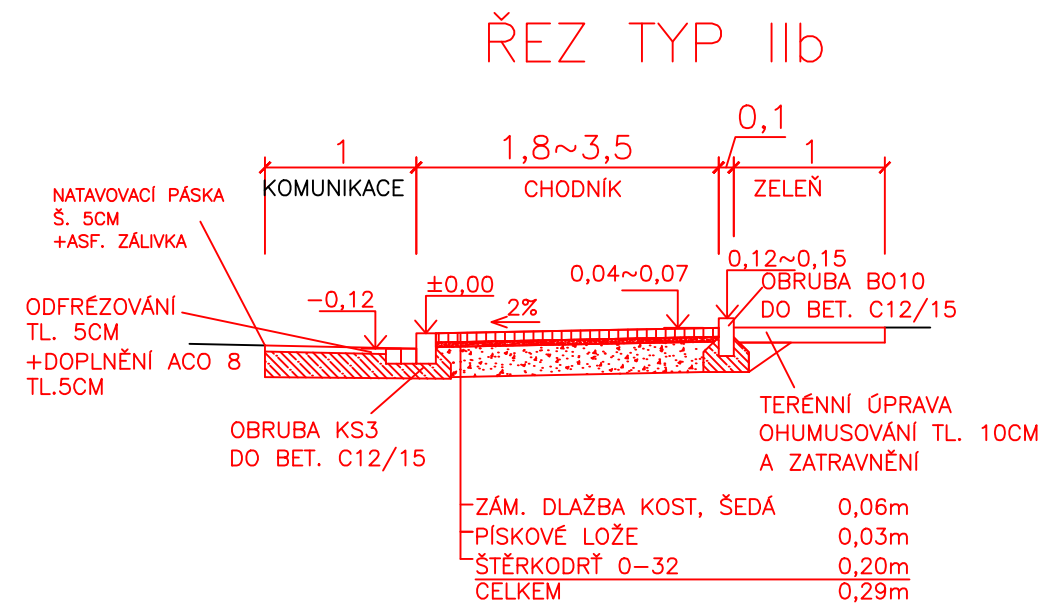 ŘEZ TYP IIb
0,1
1
1,8~3,5
1
KOMUNIKACE
CHODNÍK
ZELEŇ
NATAVOVACÍ PÁSKA
Š. 5CM
+ASF. ZÁLIVKA
0,12~0,15
0,04~0,07
±0,00
-0,12
2%
OBRUBA BO10
DO BET. C12/15
ODFRÉZOVÁNÍ
TL. 5CM
+DOPLNĚNÍ ACO 8
TL.5CM
OBRUBA KS3
DO BET. C12/15
TERÉNNÍ ÚPRAVA
OHUMUSOVÁNÍ TL. 10CM
A ZATRAVNĚNÍ
ZÁM. DLAŽBA KOST, ŠEDÁ 0,06m
PÍSKOVÉ LOŽE 0,03m
ŠTĚRKODRŤ 0-32 0,20m
CELKEM 0,29m